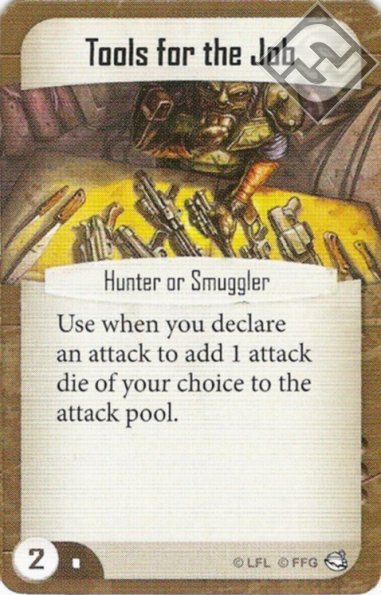 Tools for the Job
Hunter or Smuggler
Use when you declare
an attack to add 1 attack
die of your choice to the
attack pool.
2
© LFL © FFG